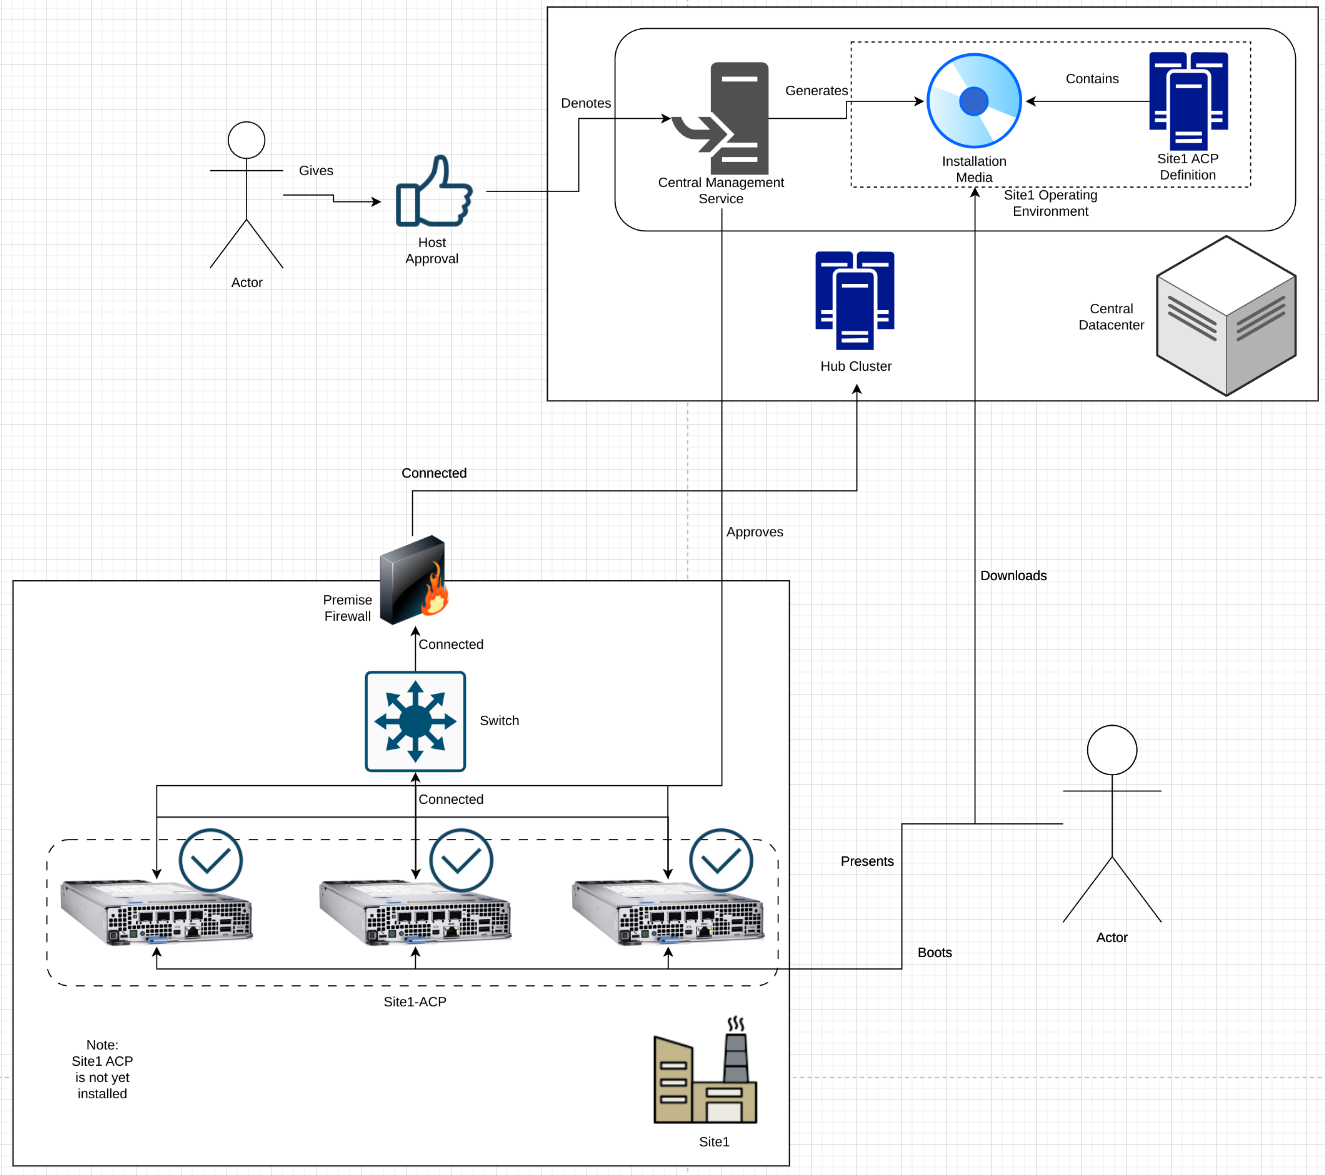 Denotes
Generates
Contains
Gives
Installation
Media
Site1 ACP
Definition
Central Management
Service
Site1 Operating
Environment
Host
Approval
Actor
Central
Datacenter
Hub Cluster
Connected
Approves
Downloads
Premise
Firewall
Connected
Switch
Connected
Presents
Actor
Boots
Site1-ACP
Note:
Site1 ACP
is not yet
installed
Site1